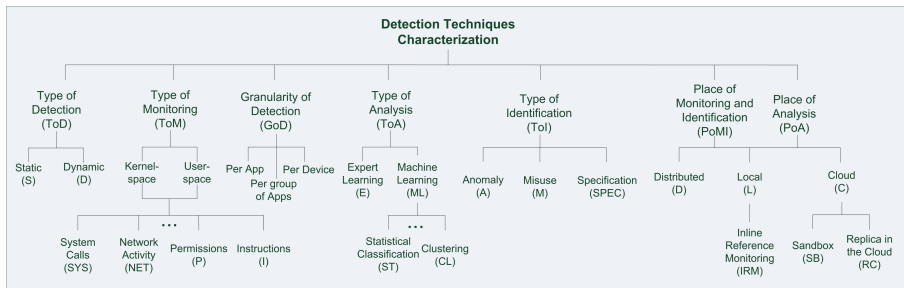 Detection Techniques
Characterization
Type of
Detection
(ToD)
Type of
Monitoring
(ToM)
Granularity of
Detection
(GoD)
Type of
Analysis
(ToA)
Type of
Identification
(ToI)
Place of
Monitoring and
Identification
(PoMI)
Place of
Analysis
(PoA)
Static
(S)
Dynamic
(D)
Kernel-
space
User-
space
Per App
Per group
of Apps
Per Device
Expert
Learning
(E)
Machine
Learning
(ML)
Anomaly
(A)
Misuse
(M)
Specification
(SPEC)
Distributed
(D)
Local
(L)
Cloud
(C)
...
System
Calls
(SYS)
Network
Activity
(NET)
Permissions
(P)
Instructions
(I)
...
Statistical
Classification
(ST)
Clustering
(CL)
Inline
Reference
Monitoring
(IRM)
Sandbox
(SB)
Replica in
the Cloud
(RC)